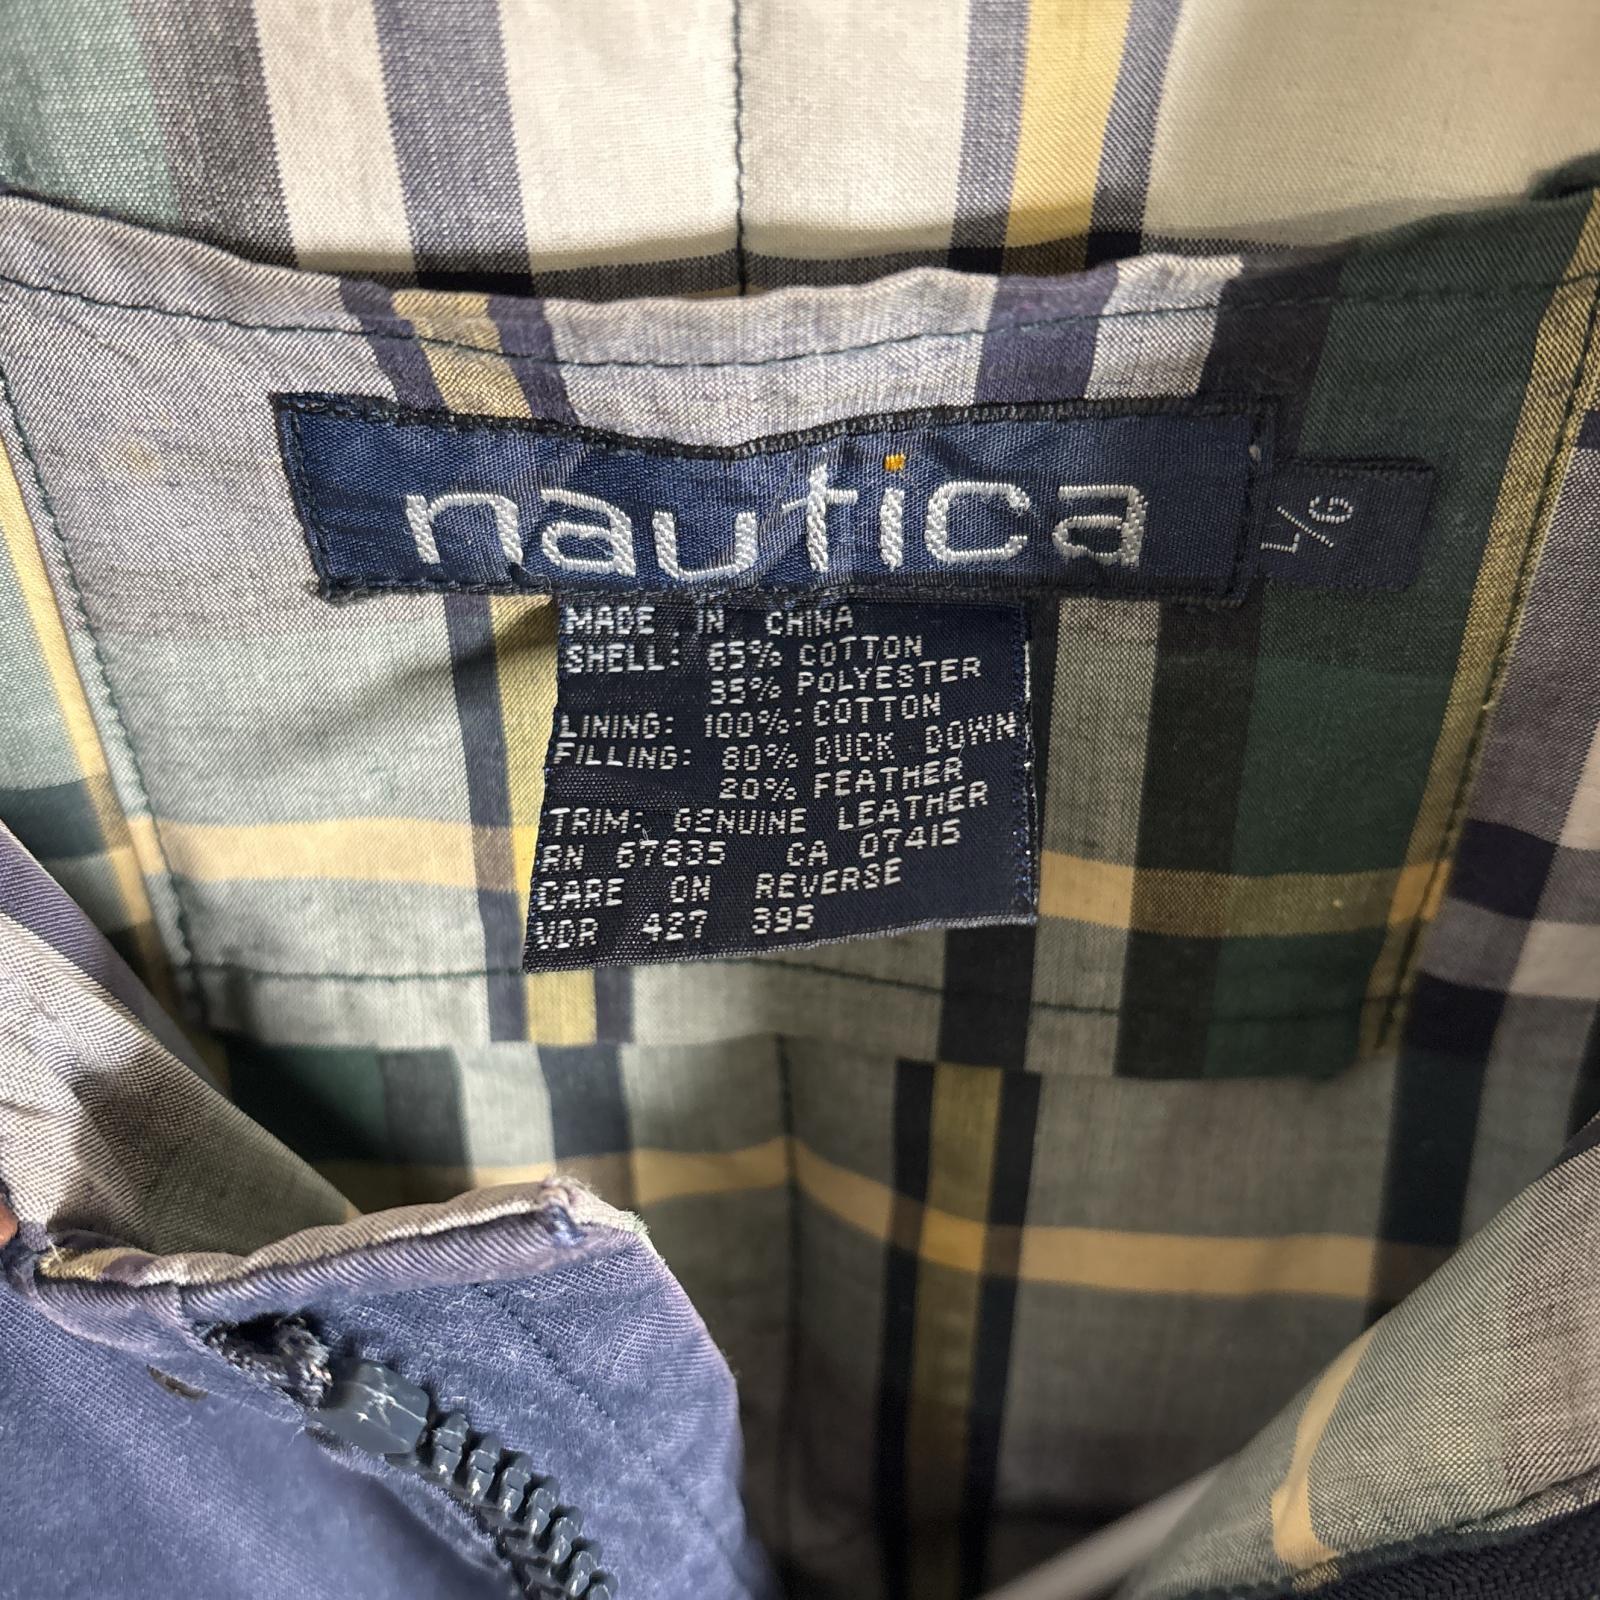 nautica
L/G
MADE IN CHINA
SHELL: 65% COTTON
35% POLYESTER
LINING: 100% COTTON
FILLING: 80% DUCK DOWN
20% FEATHER
TRIM: GENUINE LEATHER
RN 67835 CA 07415
CARE ON REVERSE
VDR 427 395